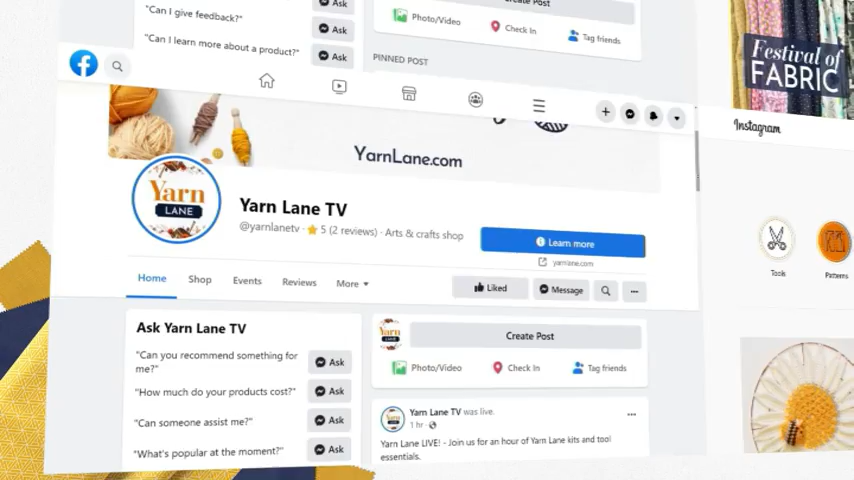 "Can I give feedback?"
Ask
"Can I learn more about a product?"
Ask
Create Post
Photo/Video
Check In
Tag friends
PINNED POST
Festival of
FABRIC
YarnLane.com
Yarn
LANE
Yarn Lane TV
@yarnlanetv · 5 (2 reviews) · Arts & crafts shop
Learn more
yarnlane.com
Home
Shop
Events
Reviews
More
Liked
Message
Ask Yarn Lane TV
"Can you recommend something for
me?"
Ask
"How much do your products cost?"
Ask
"Can someone assist me?"
Ask
"What's popular at the moment?"
Ask
Yarn
LANE
Create Post
Photo/Video
Check In
Tag friends
Yarn Lane TV was live.
1 hr
Yarn Lane LIVE! - Join us for an hour of Yarn Lane kits and tool
essentials.
Instagram
Tools
Patterns